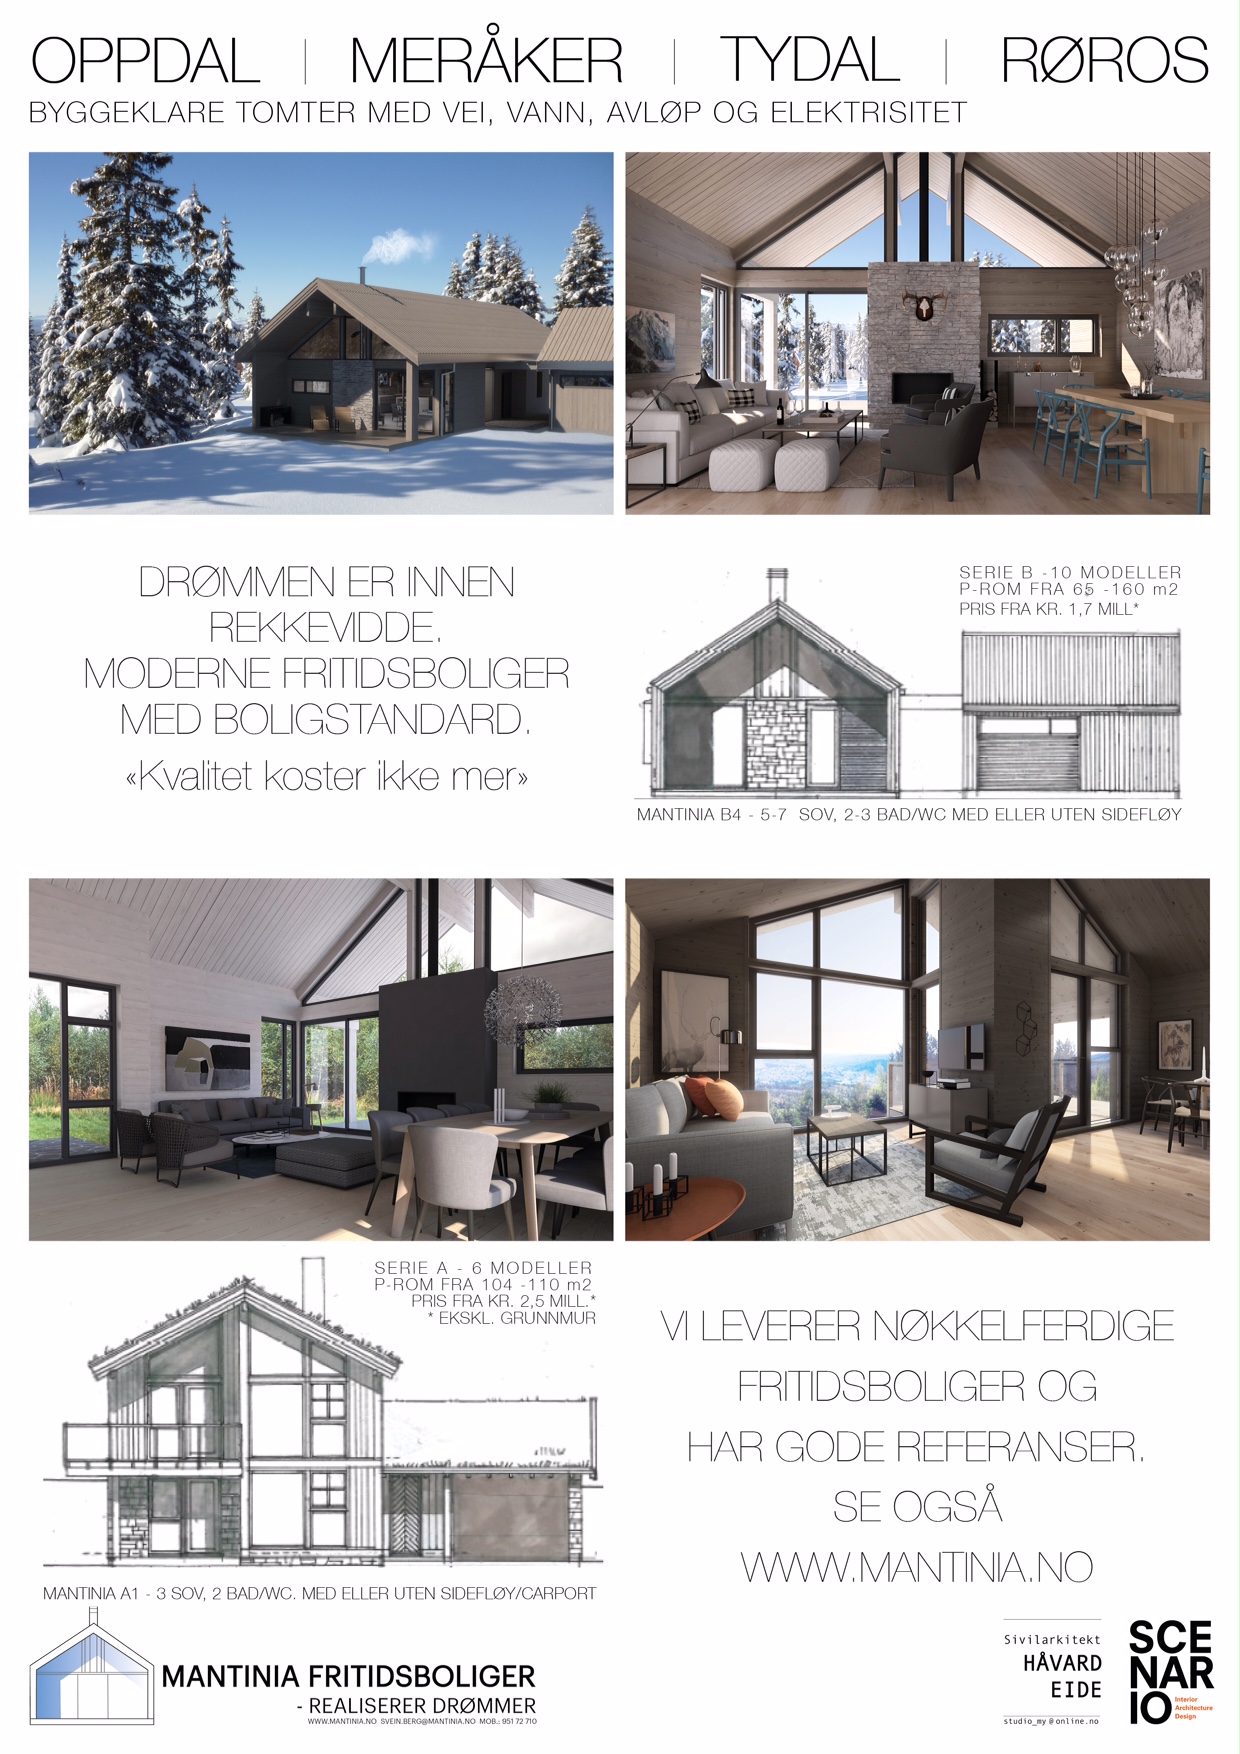 OPPDAL | MERÅKER | TYDAL | RØROS
BYGGEKLARE TOMTER MED VEI, VANN, AVLØP OG ELEKTRISITET
DRØMMEN ER INNEN
REKKEVIDDE.
MODERNE FRITIDSBOLIGER
MED BOLIGSTANDARD.
«Kvalitet koster ikke mer»
SERIE B -10 MODELLER
P-ROM FRA 65 -160 m2
PRIS FRA KR. 1,7 MILL*
MANTINIA B4 - 5-7 SOV, 2-3 BAD/WC MED ELLER UTEN SIDEFLØY
SERIE A - 6 MODELLER
P-ROM FRA 104 -110 m2
PRIS FRA KR. 2,5 MILL.*
* EKSKL. GRUNNMUR
MANTINIA A1 - 3 SOV, 2 BAD/WC. MED ELLER UTEN SIDEFLØY/CARPORT
VI LEVERER NØKKELFERDIGE
FRITIDSBOLIGER OG
HAR GODE REFERANSER.
SE OGSÅ
WWW.MANTINIA.NO
MANTINIA FRITIDSBOLIGER
- REALISERER DRØMMER
WWW.MANTINIA.NO SVEIN.BERG@MANTINIA.NO MOB.: 951 72 710
Sivilarkitekt
HÅVARD
EIDE
studio_my@online.no
SCE
NAR
IO
Interior
Architecture
Design